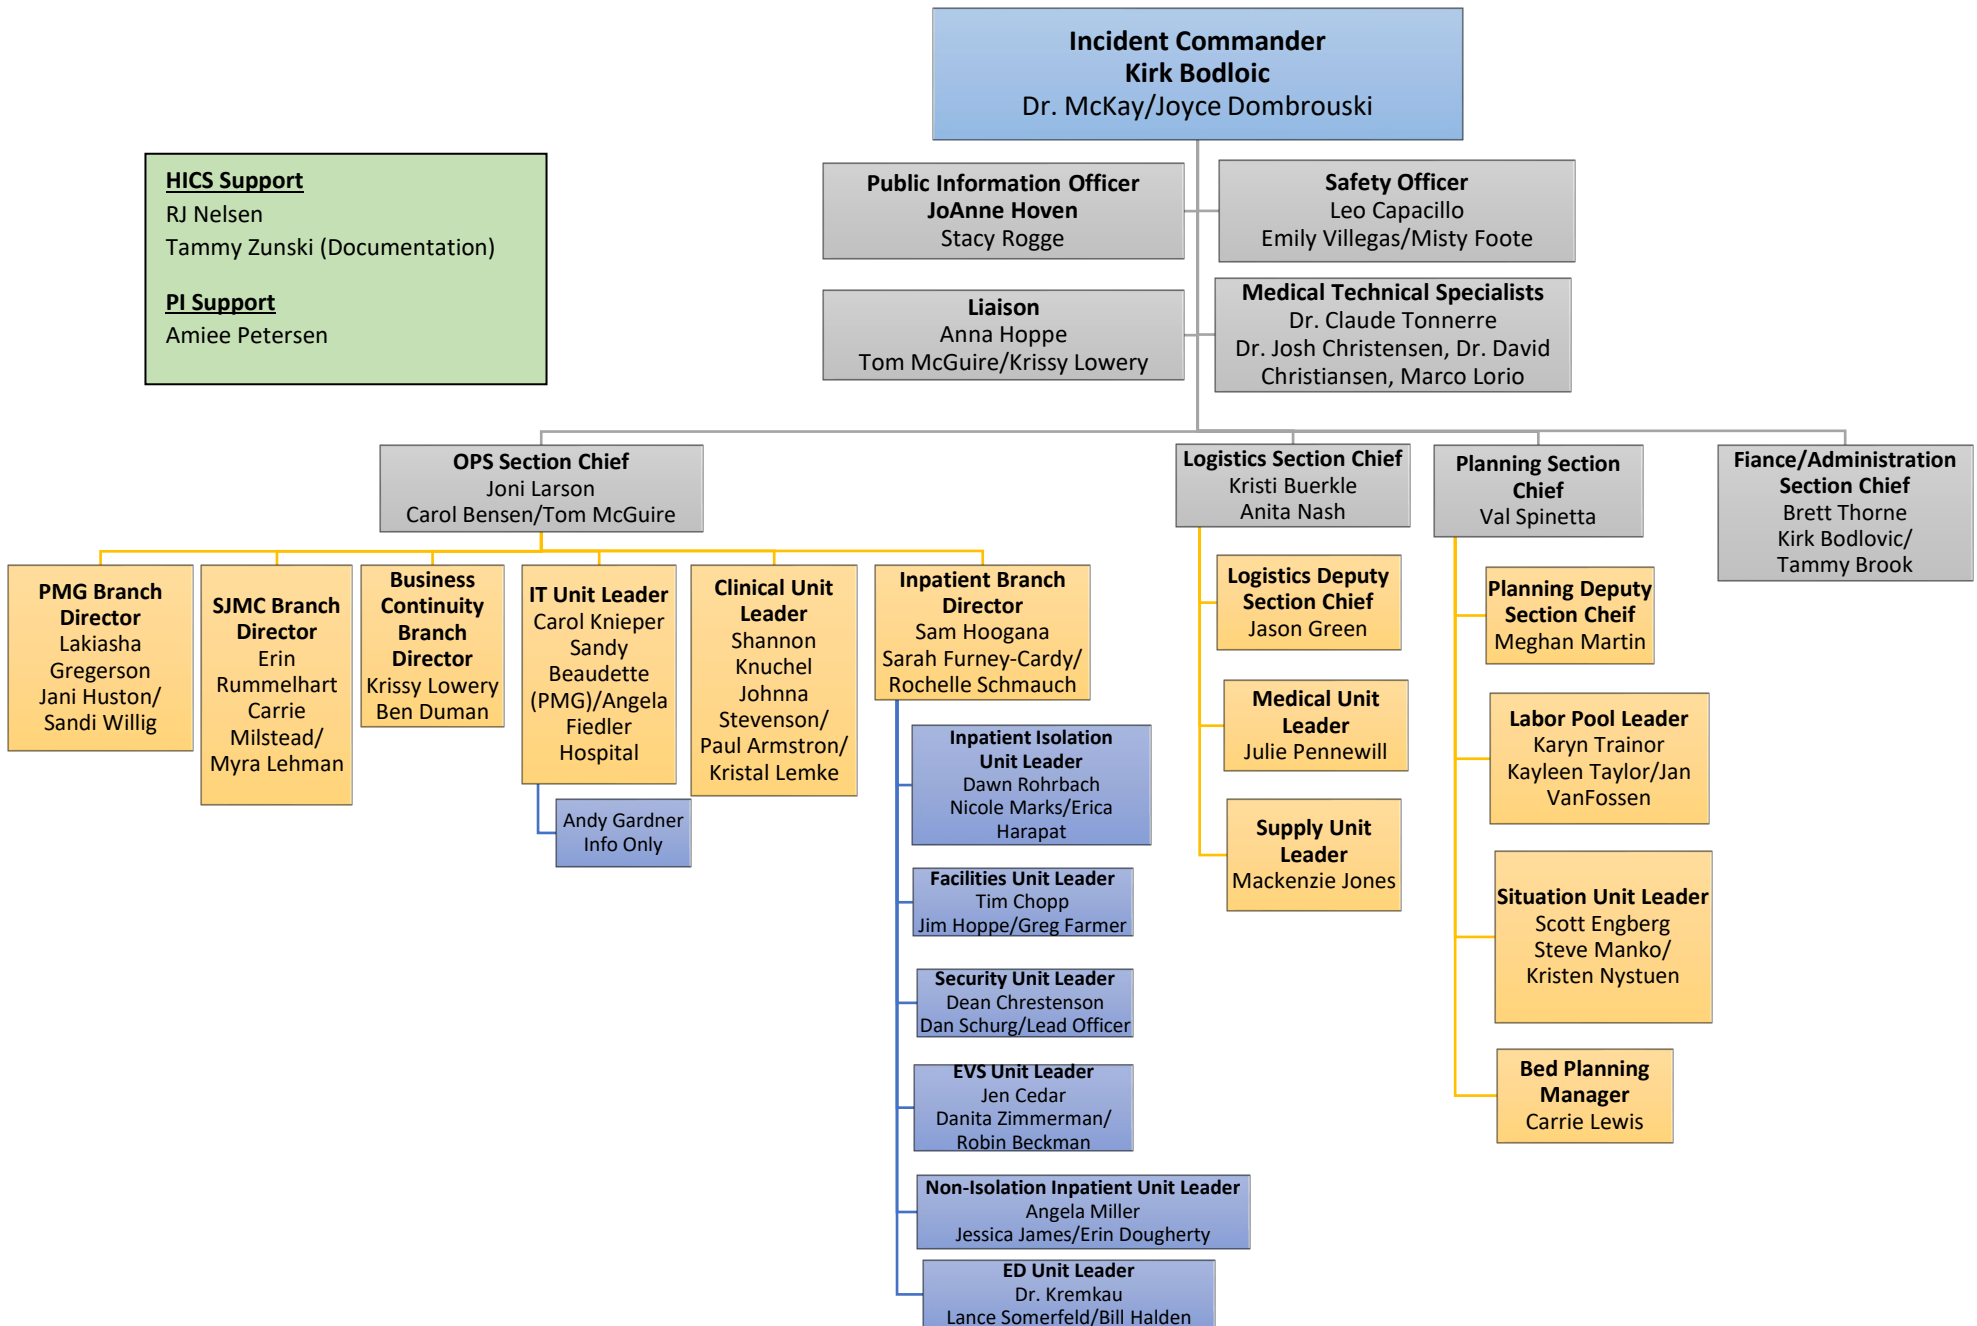 Incident Commander
Kirk Bodloic
Dr. McKay/Joyce Dombrouski
HICS Support
RJ Nelsen
Tammy Zunski (Documentation)
PI Support
Amiee Petersen
Public Information Officer
JoAnne Hoven
Stacy Rogge
Safety Officer
Leo Capacillo
Emily Villegas/Misty Foote
Liaison
Anna Hoppe
Tom McGuire/Krissy Lowery
Medical Technical Specialists
Dr. Claude Tonnerre
Dr. Josh Christensen, Dr. David
Christiansen, Marco Lorio
OPS Section Chief
Joni Larson
Carol Bensen/Tom McGuire
Logistics Section Chief
Kristi Buerkle
Anita Nash
Planning Section
Chief
Val Spinetta
Fiance/Administration
Section Chief
Brett Thorne
Kirk Bodlovic/
Tammy Brook
PMG Branch
Director
Lakiasha
Gregerson
Jani Huston/
Sandi Willig
SJMC Branch
Director
Erin
Rummelhart
Carrie
Milstead/
Myra Lehman
Business
Continuity
Branch
Director
Krissy Lowery
Ben Duman
IT Unit Leader
Carol Knieper
Sandy
Beaudette
(PMG)/Angela
Fiedler
Hospital
Clinical Unit
Leader
Shannon
Knuchel
Johnna
Stevenson/
Paul Armstron/
Kristal Lemke
Inpatient Branch
Director
Sam Hoogana
Sarah Furney-Cardy/
Rochelle Schmauch
Andy Gardner
Info Only
Inpatient Isolation
Unit Leader
Dawn Rohrbach
Nicole Marks/Erica
Harapat
Facilities Unit Leader
Tim Chopp
Jim Hoppe/Greg Farmer
Security Unit Leader
Dean Chrestenson
Dan Schurg/Lead Officer
EVS Unit Leader
Jen Cedar
Danita Zimmerman/
Robin Beckman
Non-Isolation Inpatient Unit Leader
Angela Miller
Jessica James/Erin Dougherty
ED Unit Leader
Dr. Kremkau
Lance Somerfeld/Bill Halden
Logistics Deputy
Section Chief
Jason Green
Medical Unit
Leader
Julie Pennewill
Supply Unit
Leader
Mackenzie Jones
Planning Deputy
Section Cheif
Meghan Martin
Labor Pool Leader
Karyn Trainor
Kayleen Taylor/Jan
VanFossen
Situation Unit Leader
Scott Engberg
Steve Manko/
Kristen Nystuen
Bed Planning
Manager
Carrie Lewis